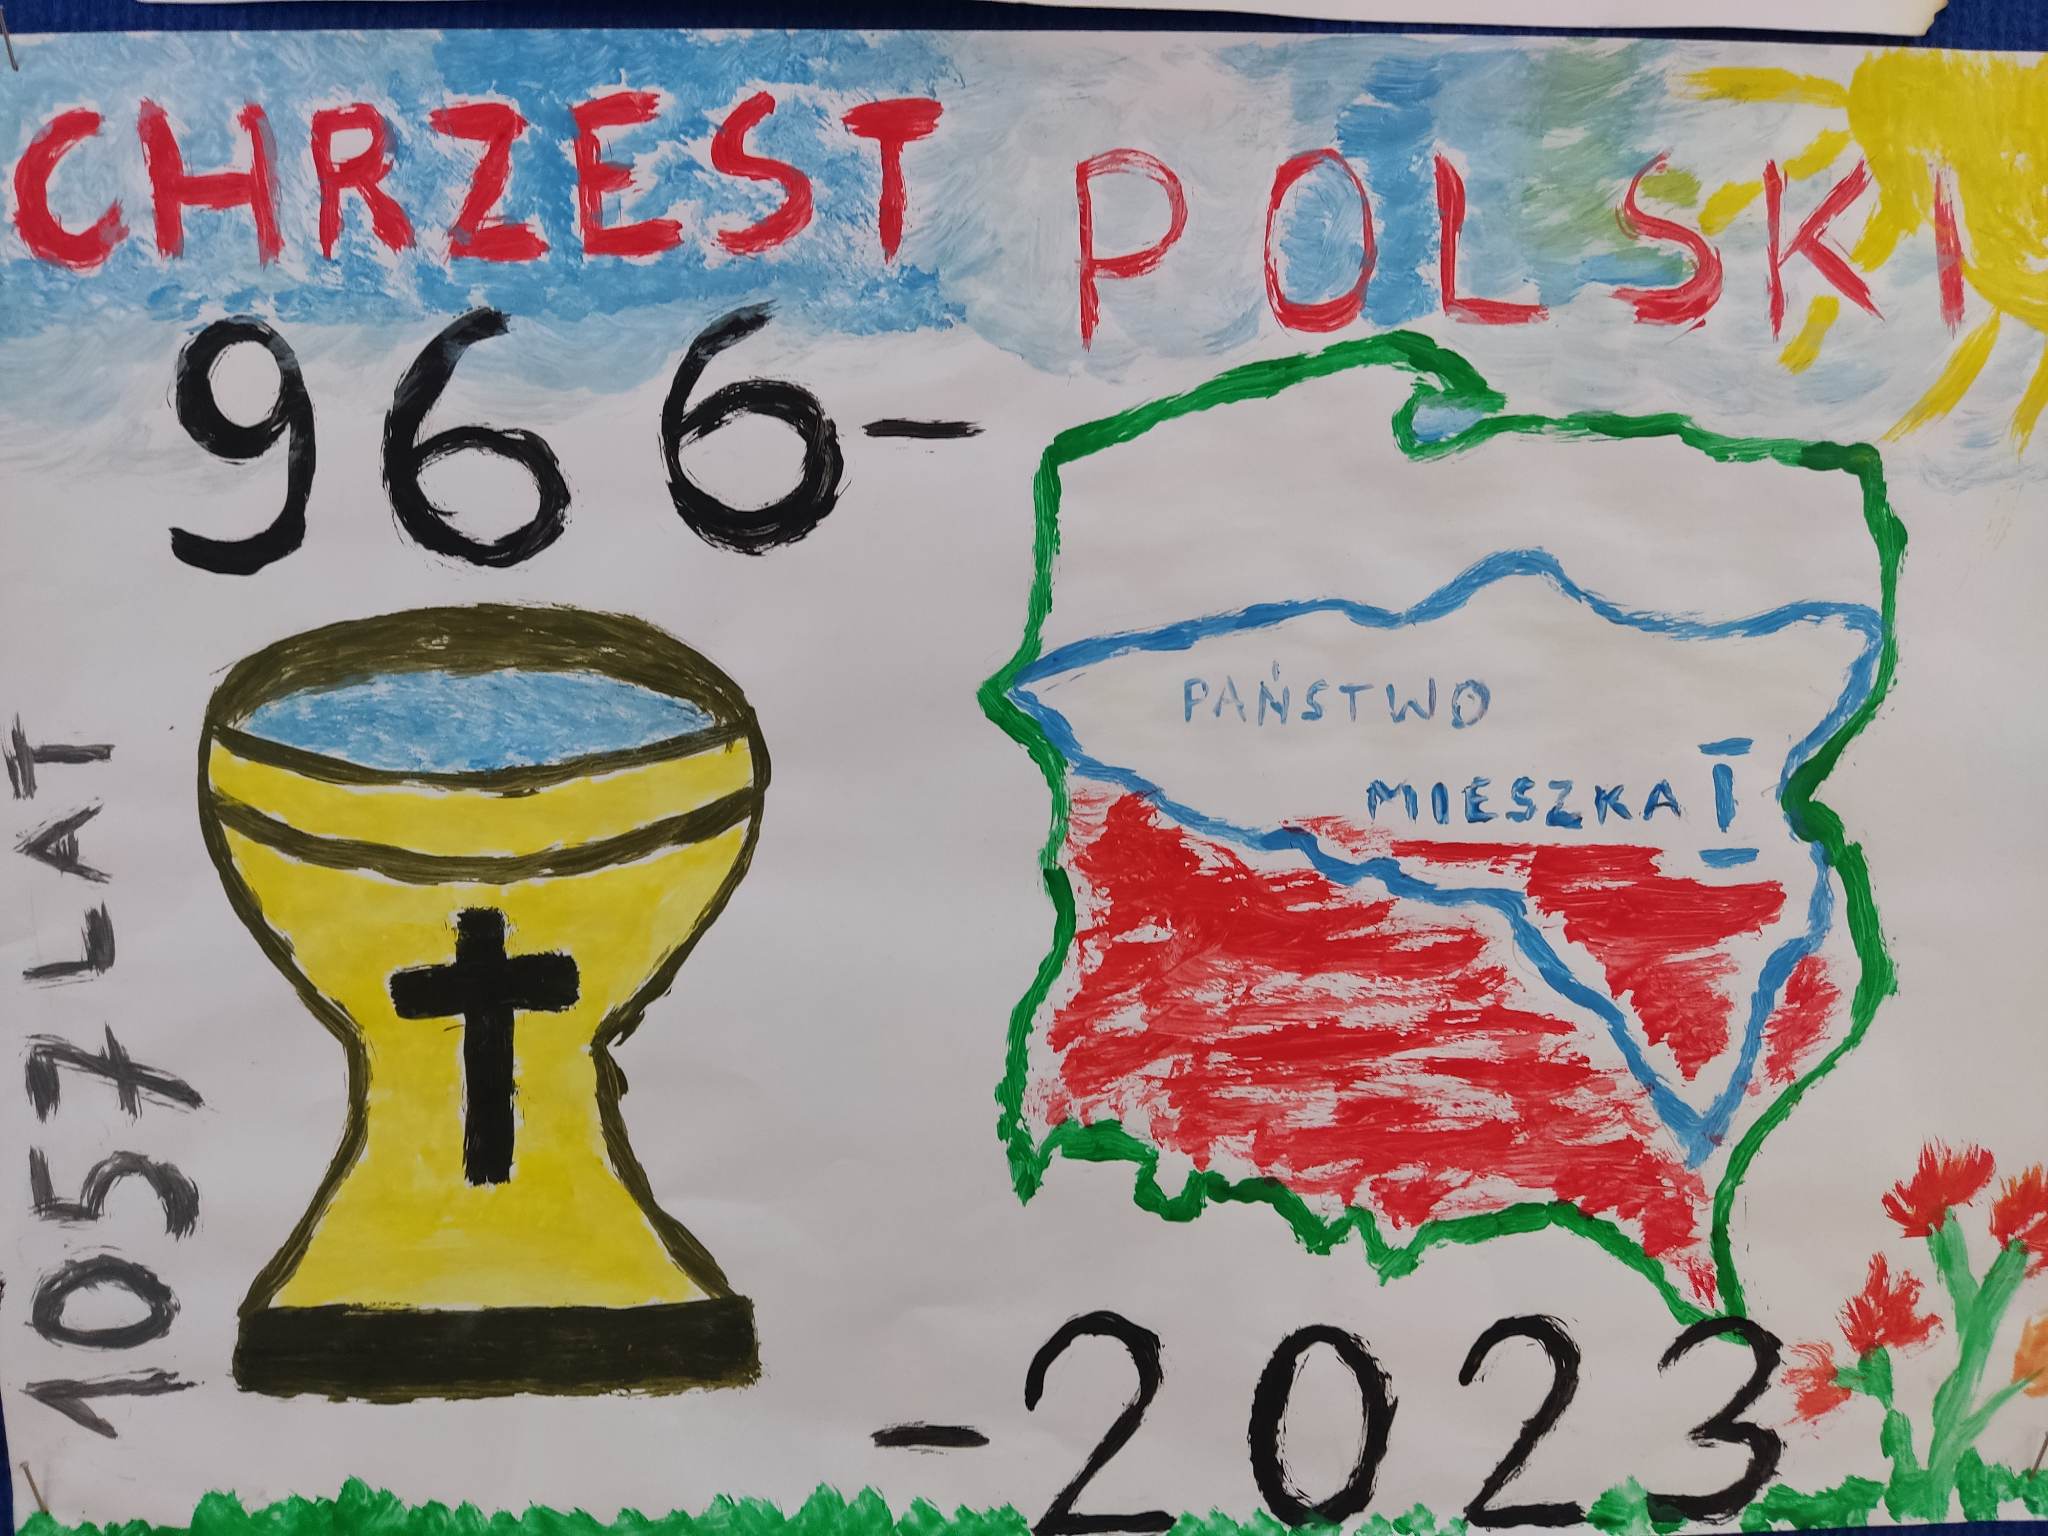 CHRZEST POLSKI
966-
PAŃSTWO
MIESZKA I
1057 LAT
-2023